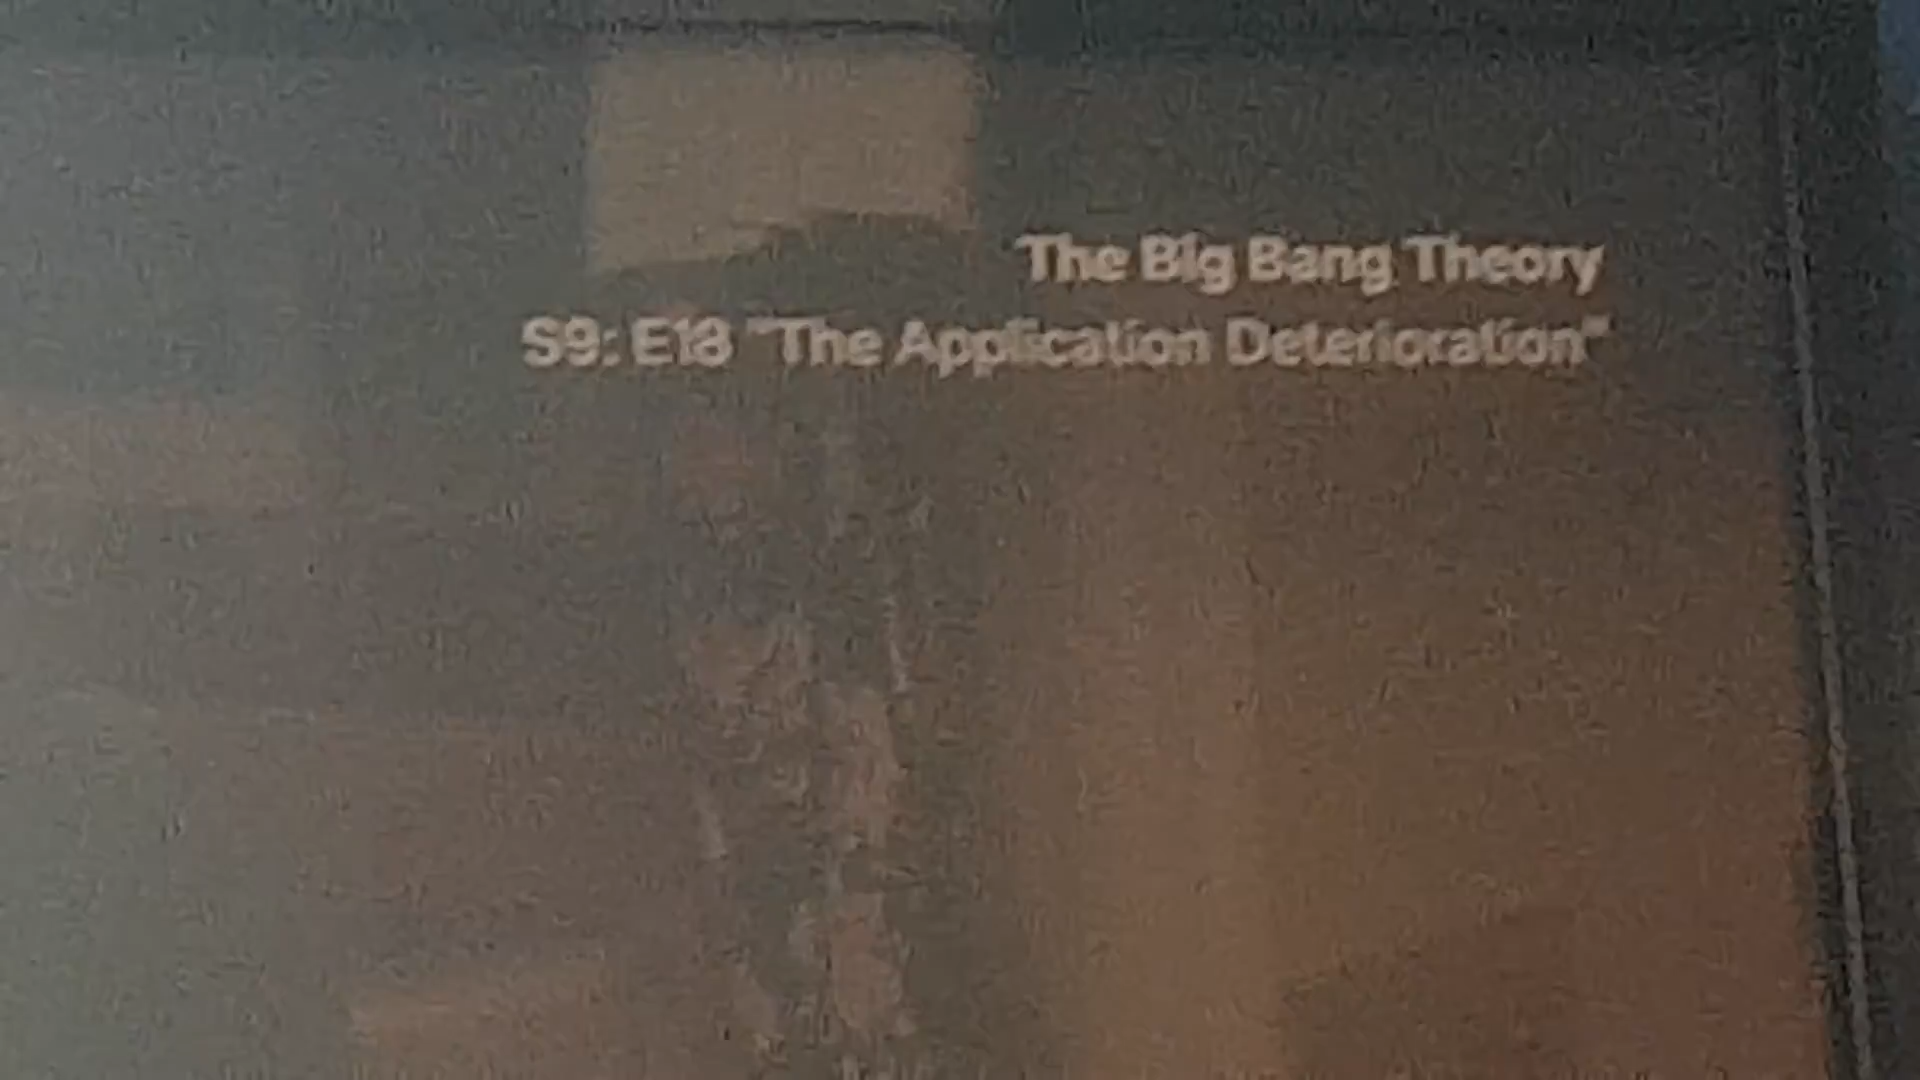 The Big Bang Theory
S9: E18 "The Application Deterioration"